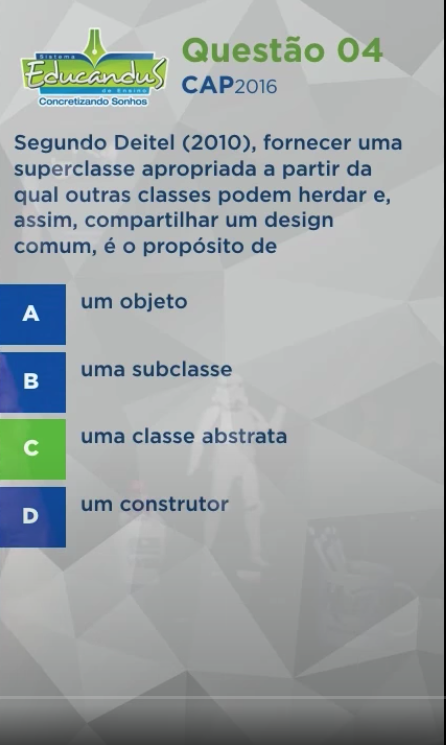 Sistema
Educandus
de Ensino
Concretizando Sonhos
Questão 04
CAP2016
Segundo Deitel (2010), fornecer uma
superclasse apropriada a partir da
qual outras classes podem herdar e,
assim, compartilhar um design
comum, é o propósito de
A um objeto
B uma subclasse
C uma classe abstrata
D um construtor